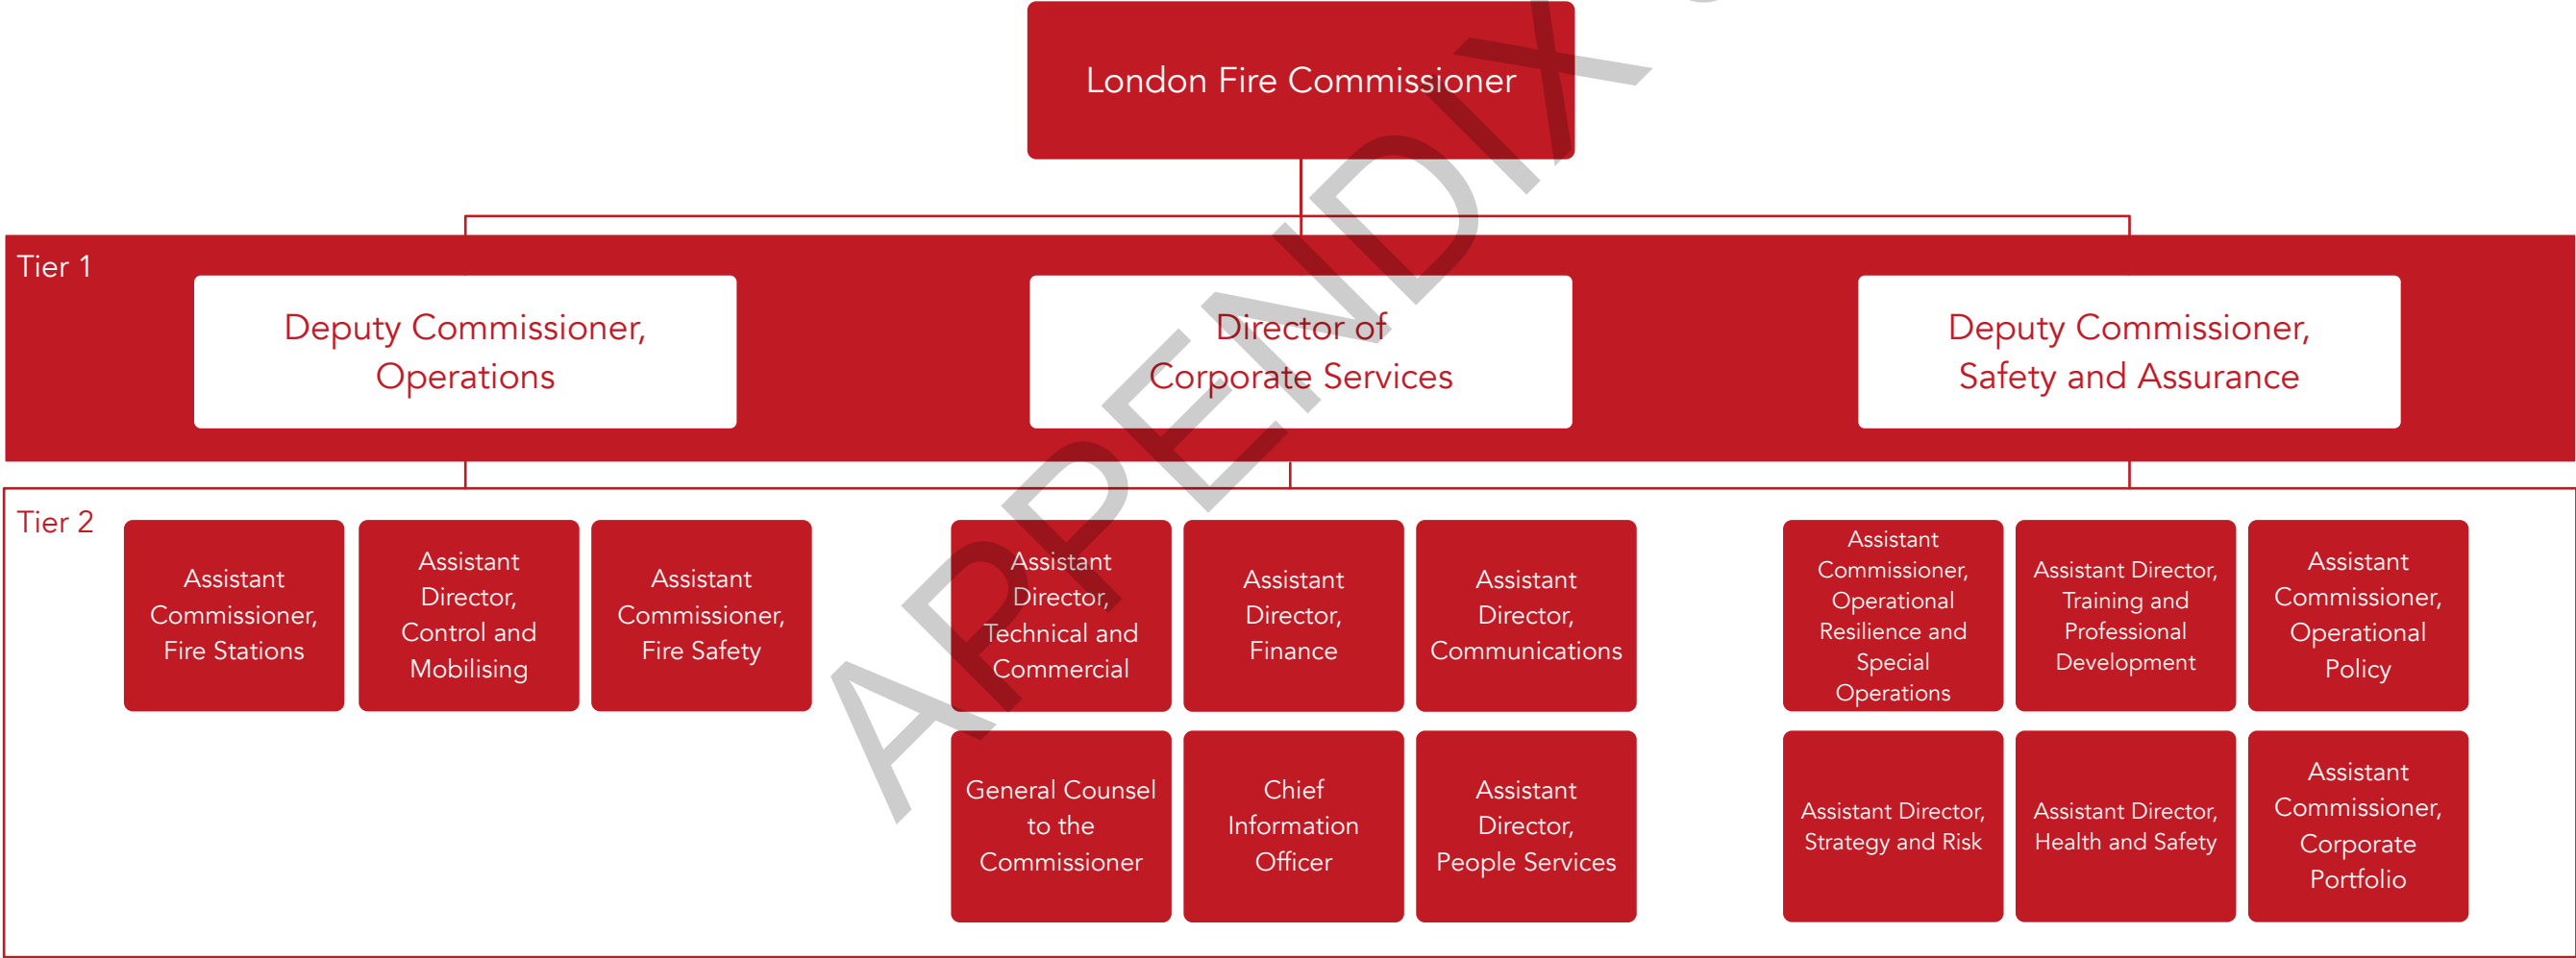 London Fire Commissioner
Tier 1
Deputy Commissioner,
Operations
Director of
Corporate Services
Deputy Commissioner,
Safety and Assurance
Tier 2
Assistant
Commissioner,
Fire Stations
Assistant
Director,
Control and
Mobilising
Assistant
Commissioner,
Fire Safety
Assistant
Director,
Technical and
Commercial
Assistant
Director,
Finance
Assistant
Director,
Communications
Assistant
Commissioner,
Operational
Resilience and
Special
Operations
Assistant Director,
Training and
Professional
Development
Assistant
Commissioner,
Operational
Policy
General Counsel
to the
Commissioner
Chief
Information
Officer
Assistant
Director,
People Services
Assistant Director,
Strategy and Risk
Assistant Director,
Health and Safety
Assistant
Commissioner,
Corporate
Portfolio
APPENDIX